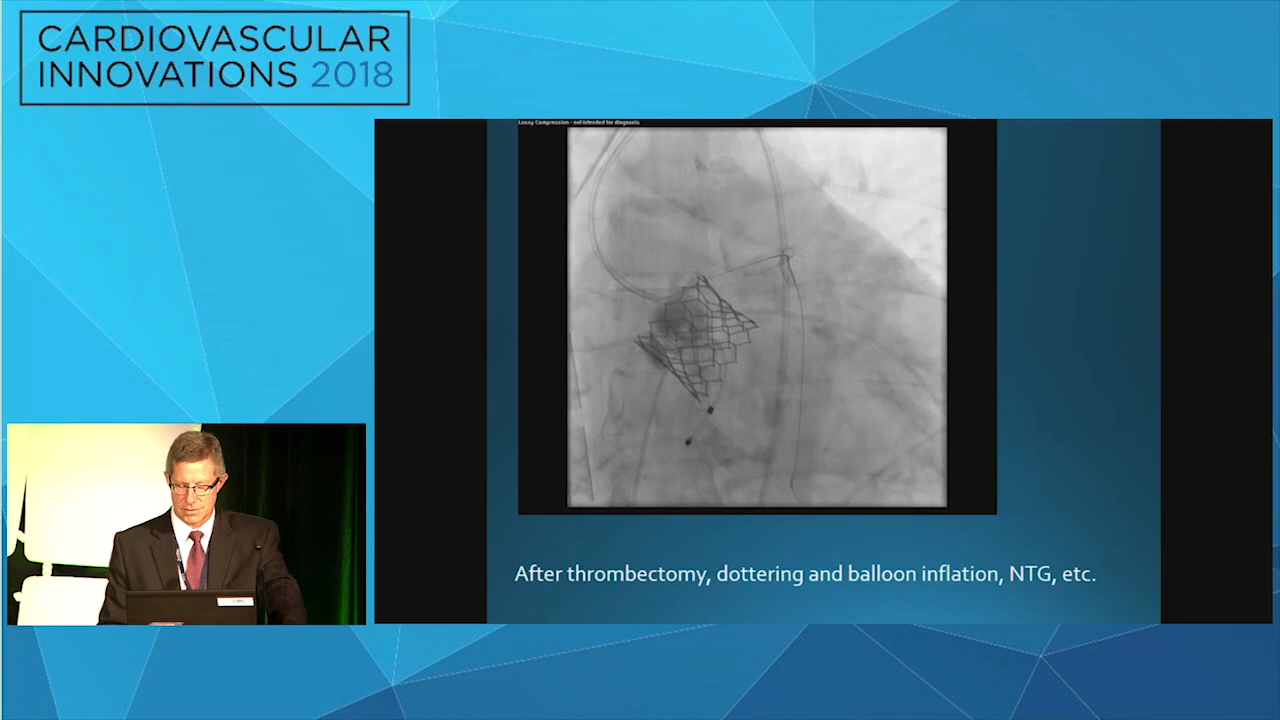 CARDIOVASCULAR
INNOVATIONS 2018
Lossy Compression - not intended for diagnosis
After thrombectomy, dottering and balloon inflation, NTG, etc.